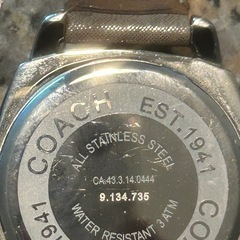 COACH EST.1941 CO
1941
ALL STAINLESS STEEL
CA.43.3.14.0444
9.134.735
WATER RESISTANT 3 ATM